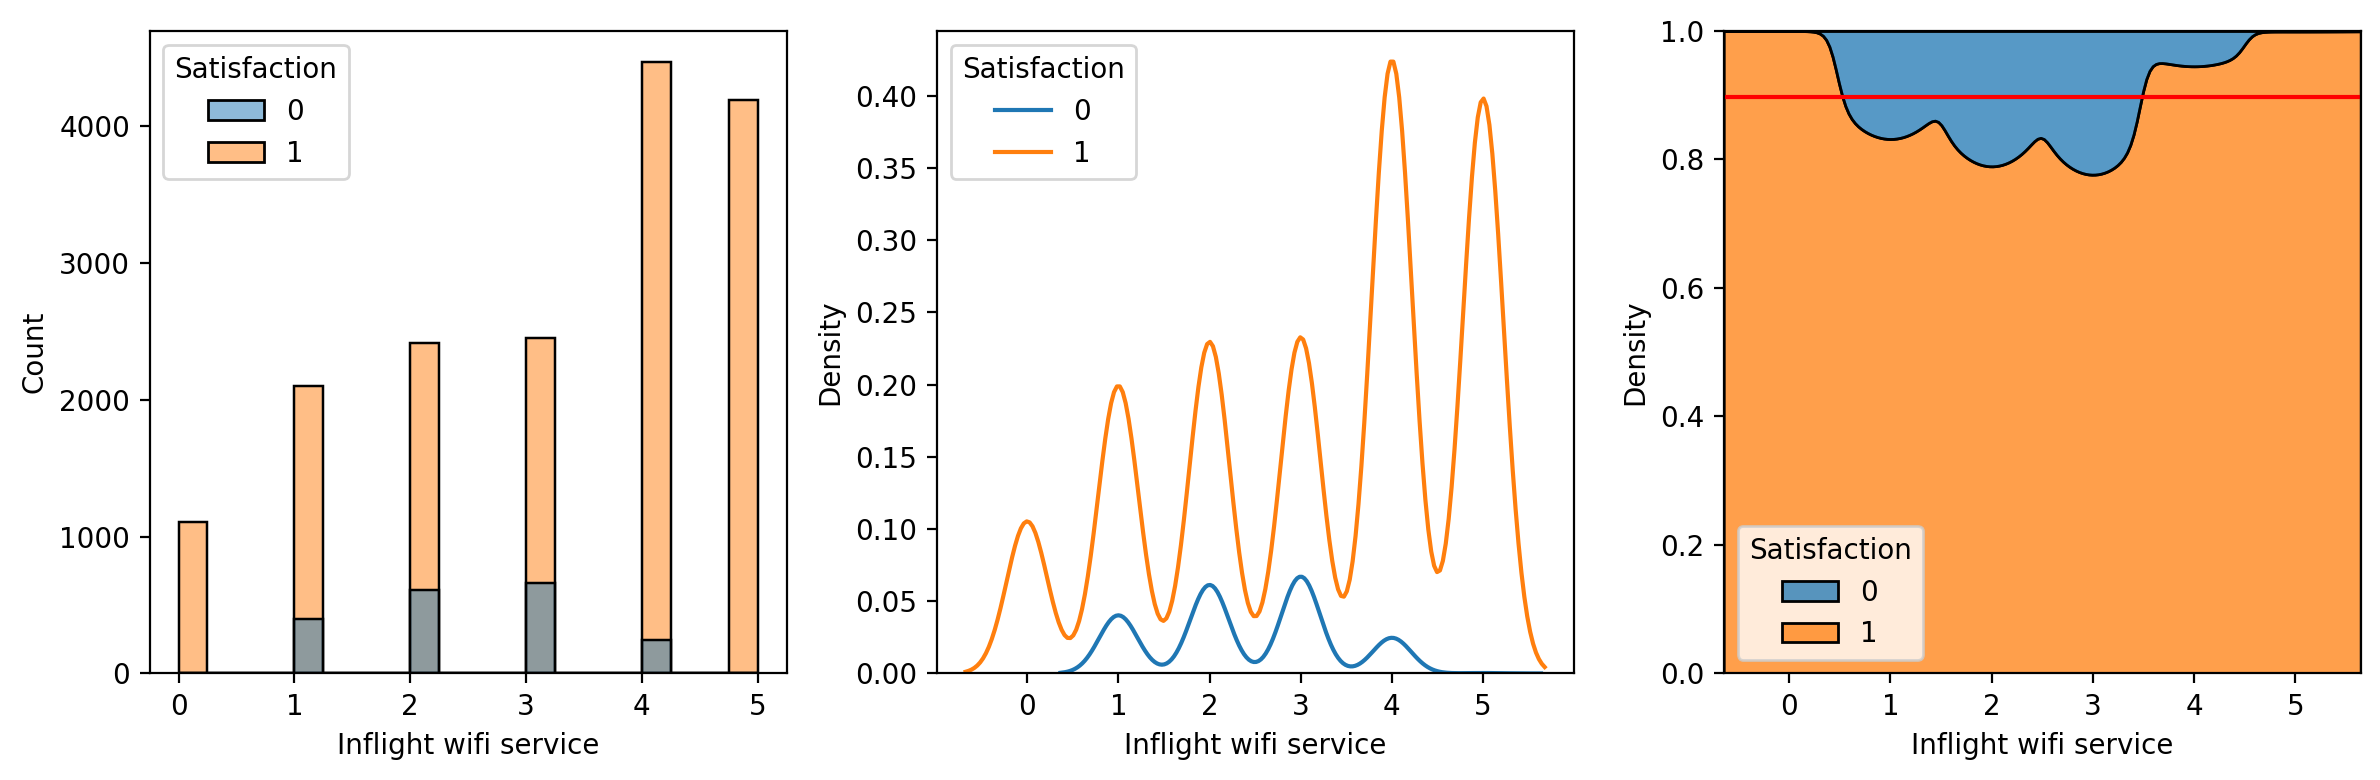 Satisfaction
0
1
4000
3000
2000
1000
0
Count
0 1 2 3 4 5
Inflight wifi service
Satisfaction
0
1
0.40
0.35
0.30
0.25
0.20
0.15
0.10
0.05
0.00
Density
0 1 2 3 4 5
Inflight wifi service
1.0
0.8
0.6
0.4
0.2
0.0
Density
Satisfaction
0
1
0 1 2 3 4 5
Inflight wifi service